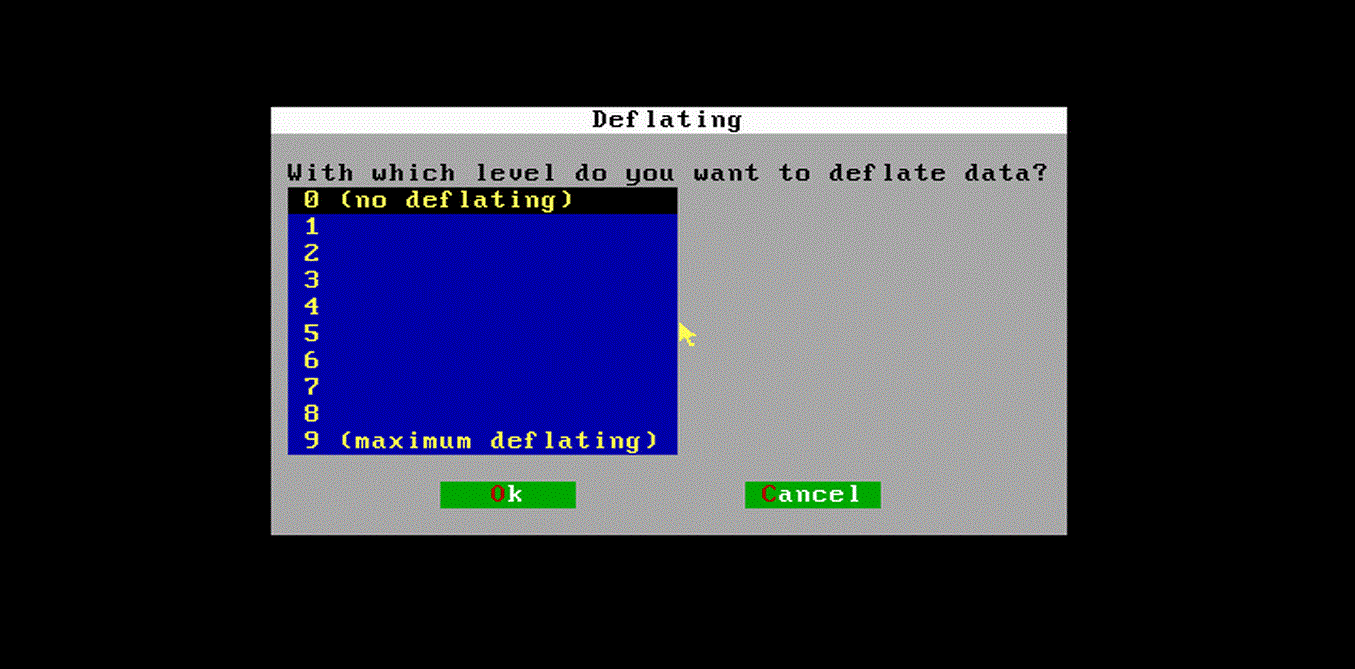 Deflating
With which level do you want to deflate data?
0 (no deflating)
1
2
3
4
5
6
7
8
9 (maximum deflating)
Ok Cancel